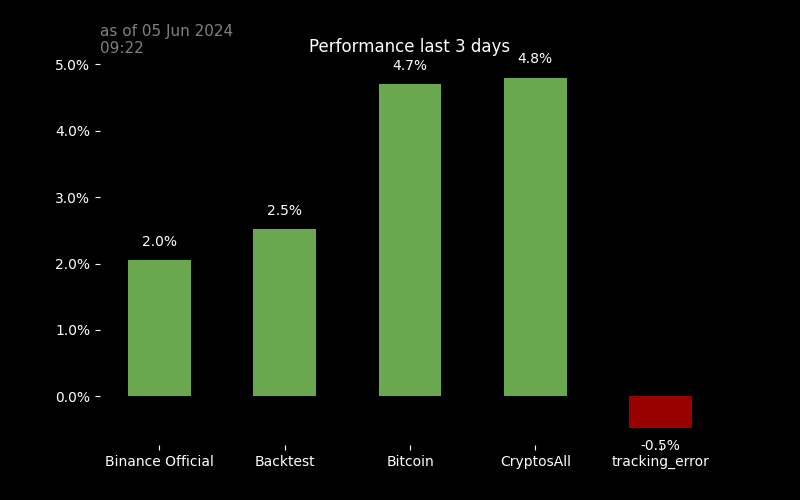 as of 05 Jun 2024
09:22
Performance last 3 days
5.0%
4.0%
3.0%
2.0%
1.0%
0.0%
2.0%
2.5%
4.7%
4.8%
-0.5%
Binance Official
Backtest
Bitcoin
CryptosAll
tracking_error